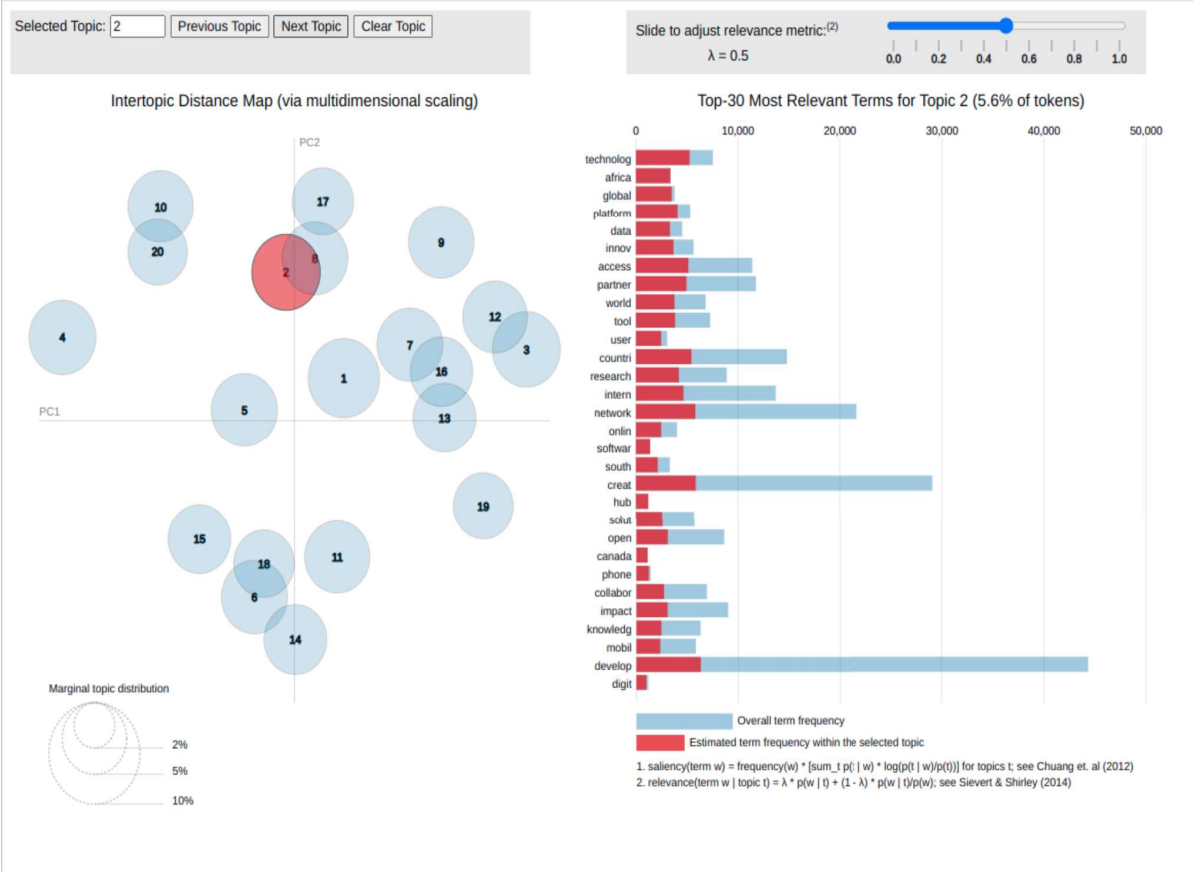 Selected Topic: 2 Previous Topic Next Topic Clear Topic
Slide to adjust relevance metric:(2)
λ = 0.5
0.0 0.2 0.4 0.6 0.8 1.0
Intertopic Distance Map (via multidimensional scaling)
PC2
PC1
10
17
20
9
8
2
4
12
7
3
16
1
5
13
19
15
11
18
6
14
Marginal topic distribution
2%
5%
10%
Top-30 Most Relevant Terms for Topic 2 (5.6% of tokens)
0 10,000 20,000 30,000 40,000 50,000
technolog
africa
global
platform
data
innov
access
partner
world
tool
user
countri
research
intern
network
onlin
softwar
south
creat
hub
solut
open
canada
phone
collabor
impact
knowledg
mobil
develop
digit
Overall term frequency
Estimated term frequency within the selected topic
1. saliency(term w) = frequency(w) * [sum_t p(t | w) * log(p(t | w)/p(t))] for topics t; see Chuang et. al (2012)
2. relevance(term w | topic t) = λ * p(w | t) + (1 - λ) * p(w | t)/p(w); see Sievert & Shirley (2014)